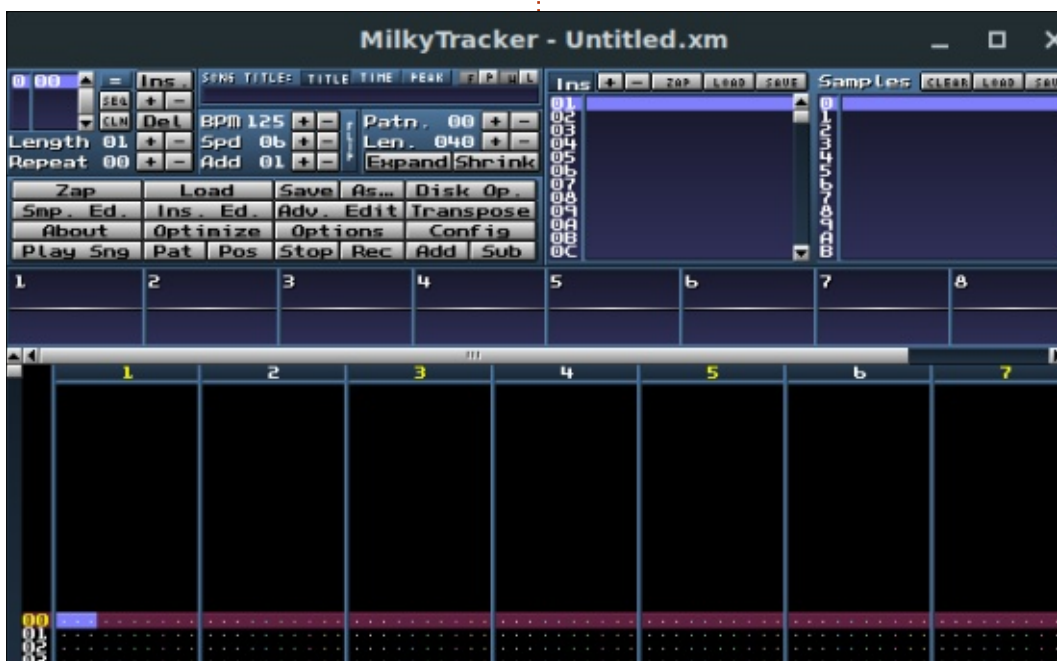 MilkyTracker - Untitled.xm
0 00 = Ins.
SEQ + -
CLN Del
Length 01 + -
Repeat 00 + -
SONG TITLE: TITLE TIME PEAK F P W L
BPM 125 + -
Spd 06 + -
Add 01 + -
FLIP
Patn. 00 + -
Len. 040 + -
Expand Shrink
Ins + - ZAP LOAD SAVE
01
02
03
04
05
06
07
08
09
0A
0B
0C
Samples CLEAR LOAD SAV
0
1
2
3
4
5
6
7
8
9
A
B
Zap Load Save As... Disk Op.
Smp. Ed. Ins. Ed. Adv. Edit Transpose
About Optimize Options Config
Play Sng Pat Pos Stop Rec Add Sub
1 2 3 4 5 6 7 8
1 2 3 4 5 6 7
00
01
02